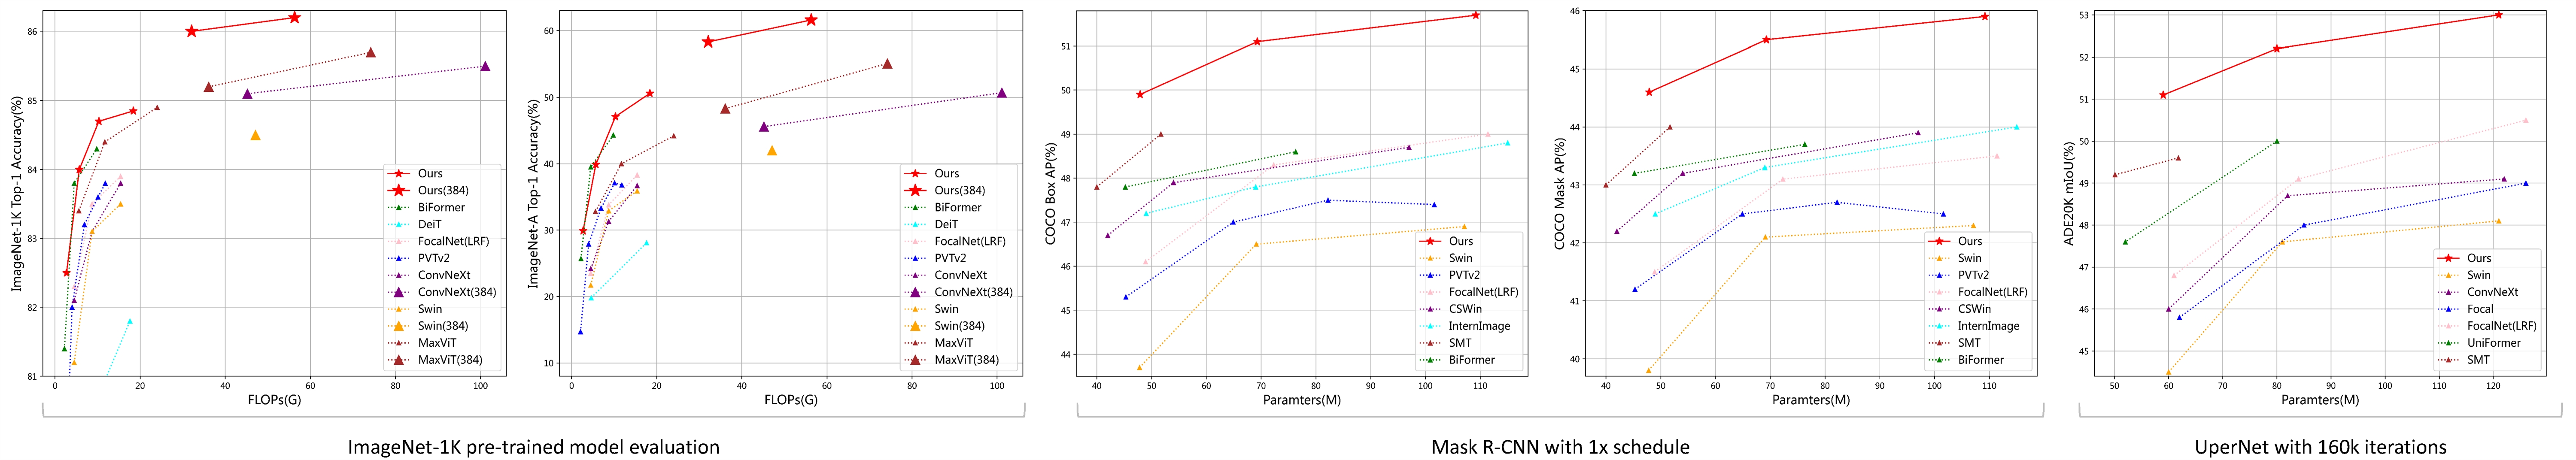 ImageNet-1K Top-1 Accuracy(%)
86
85
84
83
82
81
0 20 40 60 80 100
FLOPs(G)
Ours
Ours(384)
BiFormer
DeiT
FocalNet(LRF)
PVTv2
ConvNeXt
ConvNeXt(384)
Swin
Swin(384)
MaxViT
MaxViT(384)
ImageNet-A Top-1 Accuracy(%)
60
50
40
30
20
10
0 20 40 60 80 100
FLOPs(G)
Ours
Ours(384)
BiFormer
DeiT
FocalNet(LRF)
PVTv2
ConvNeXt
ConvNeXt(384)
Swin
Swin(384)
MaxViT
MaxViT(384)
ImageNet-1K pre-trained model evaluation
COCO Box AP(%)
51
50
49
48
47
46
45
44
40 50 60 70 80 90 100 110
Paramters(M)
Ours
Swin
PVTv2
FocalNet(LRF)
CSWin
InternImage
SMT
BiFormer
COCO Mask AP(%)
46
45
44
43
42
41
40
40 50 60 70 80 90 100 110
Paramters(M)
Ours
Swin
PVTv2
FocalNet(LRF)
CSWin
InternImage
SMT
BiFormer
Mask R-CNN with 1x schedule
ADE20K mIoU(%)
53
52
51
50
49
48
47
46
45
50 60 70 80 90 100 110 120
Paramters(M)
Ours
Swin
ConvNeXt
Focal
FocalNet(LRF)
UniFormer
SMT
UperNet with 160k iterations